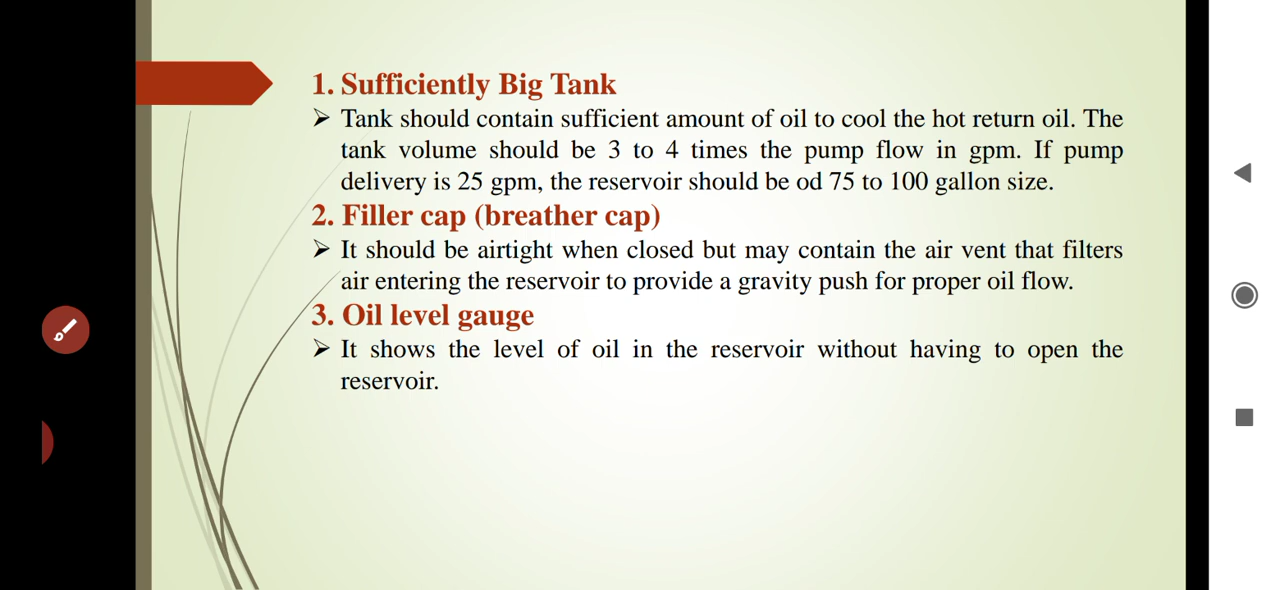 1. Sufficiently Big Tank
➢ Tank should contain sufficient amount of oil to cool the hot return oil. The
tank volume should be 3 to 4 times the pump flow in gpm. If pump
delivery is 25 gpm, the reservoir should be od 75 to 100 gallon size.
2. Filler cap (breather cap)
➢ It should be airtight when closed but may contain the air vent that filters
air entering the reservoir to provide a gravity push for proper oil flow.
3. Oil level gauge
➢ It shows the level of oil in the reservoir without having to open the
reservoir.